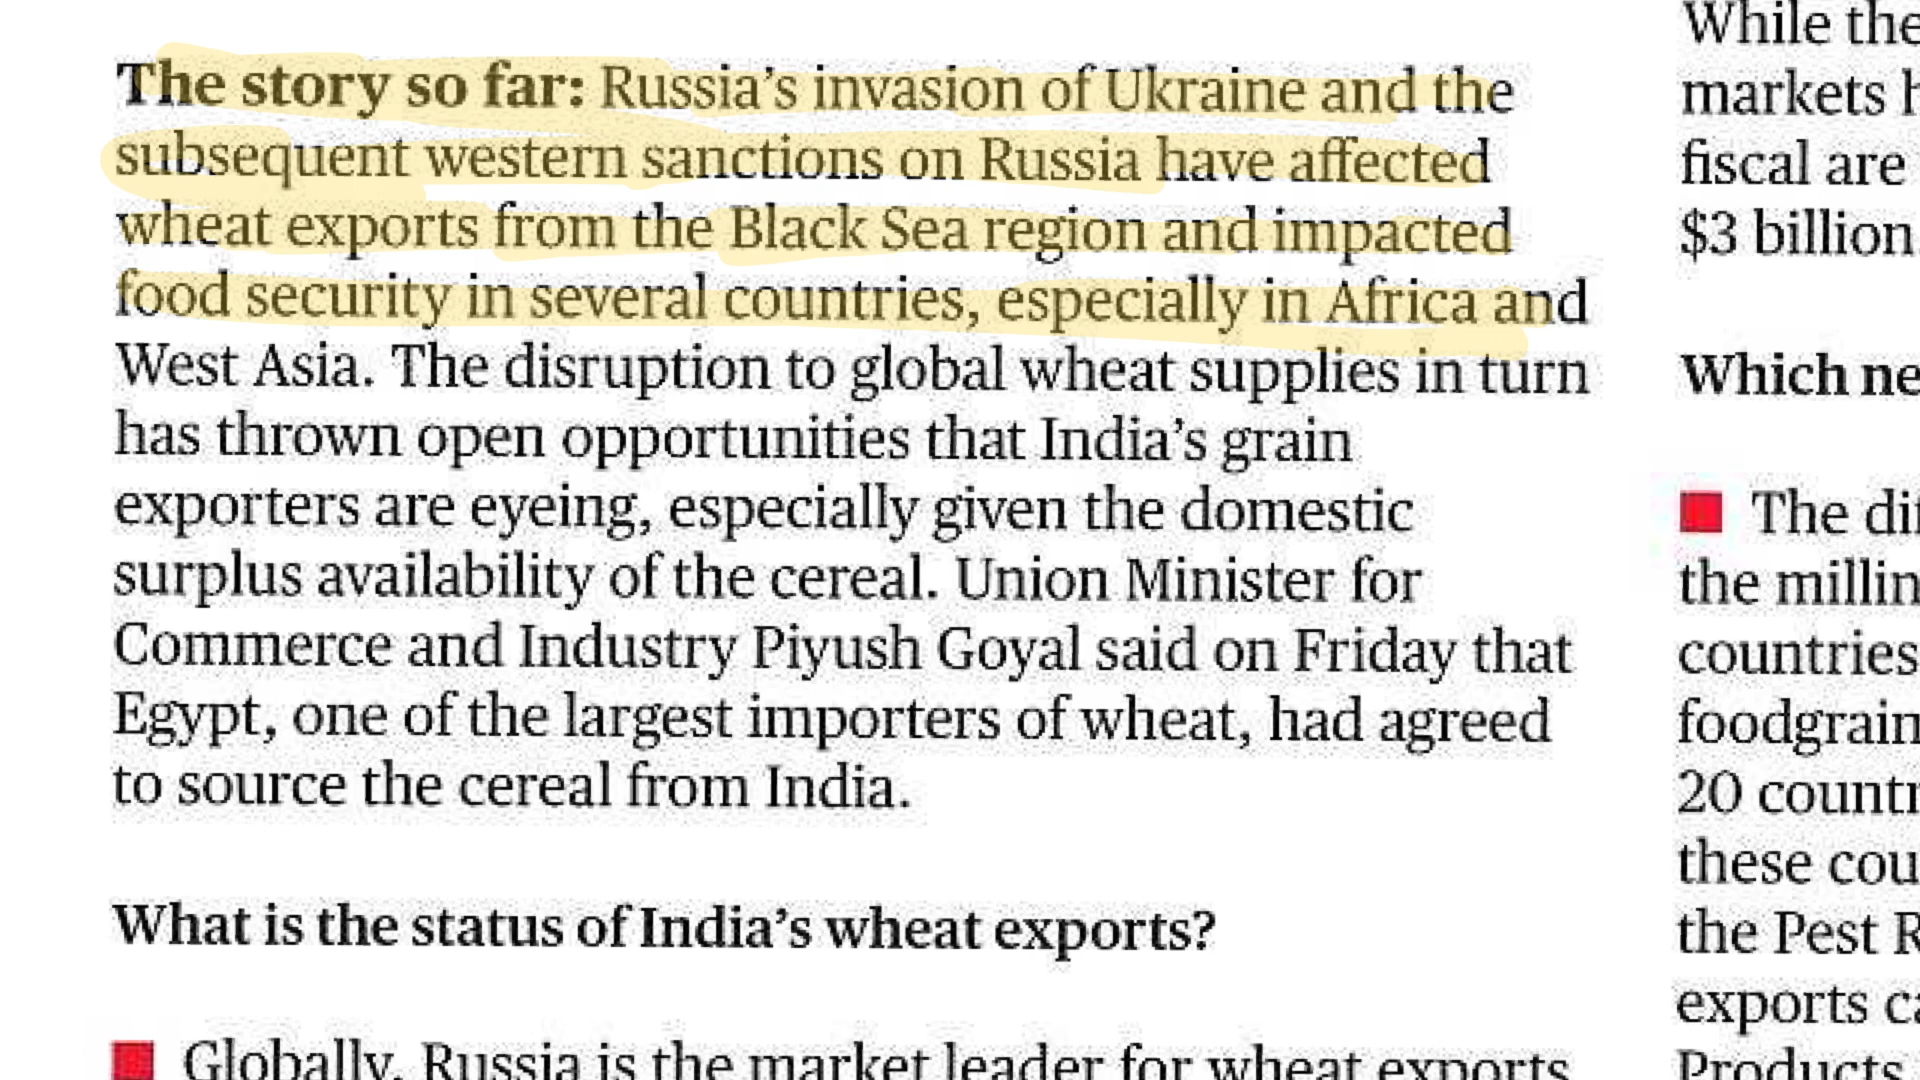 The story so far: Russia's invasion of Ukraine and the
subsequent western sanctions on Russia have affected
wheat exports from the Black Sea region and impacted
food security in several countries, especially in Africa and
West Asia. The disruption to global wheat supplies in turn
has thrown open opportunities that India's grain
exporters are eyeing, especially given the domestic
surplus availability of the cereal. Union Minister for
Commerce and Industry Piyush Goyal said on Friday that
Egypt, one of the largest importers of wheat, had agreed
to source the cereal from India.
What is the status of India's wheat exports?
■ Globally, Russia is the market leader for wheat exports
While the
markets
fiscal are
$3 billion
Which
■ The
the
countries
foodgrain
20
these
the Pest
exports
Products